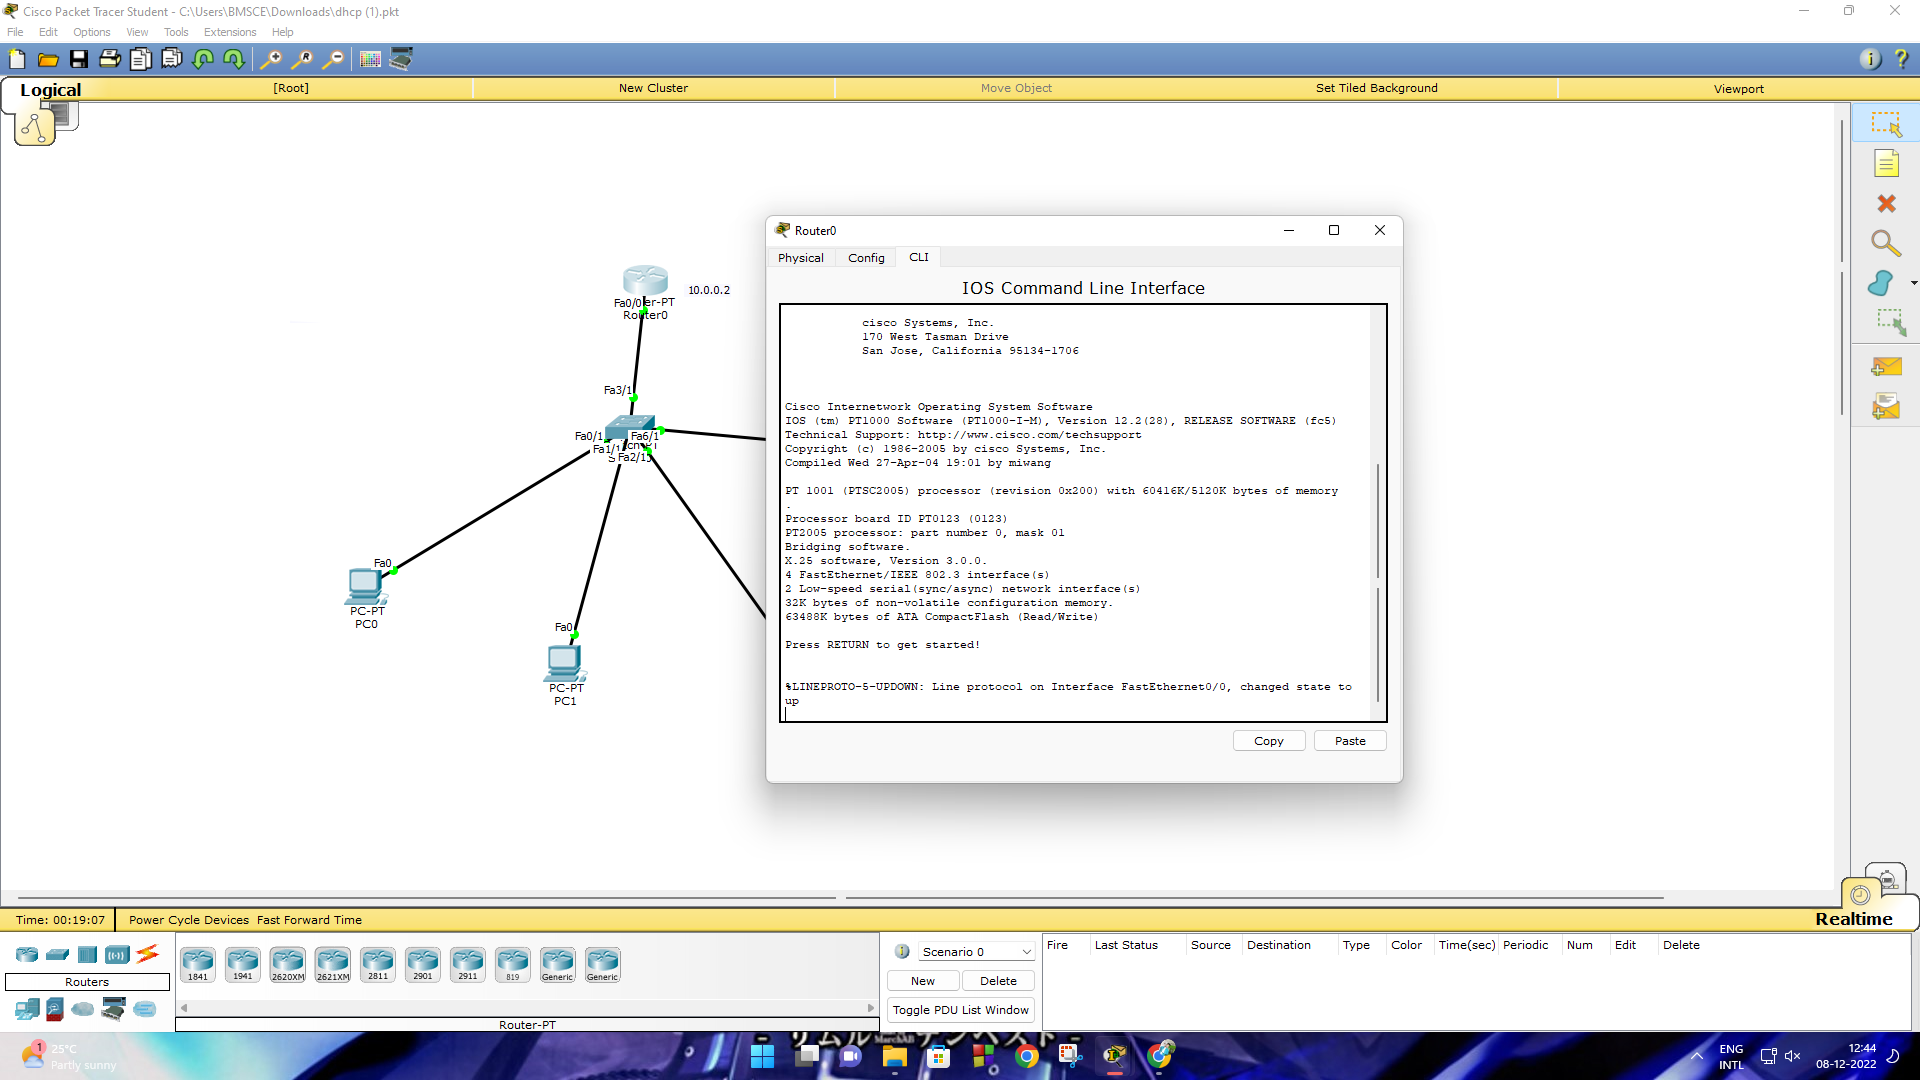 Cisco Packet Tracer Student - C:\Users\BMSCE\Downloads\dhcp (1).pkt
File Edit Options View Tools Extensions Help
Logical
[Root]
New Cluster
Move Object
Set Tiled Background
Viewport
10.0.0.2
Fa0/0
er-PT
Router0
Fa3/1
Fa0/1
Fa6/1
Fa1/1
Fa2/1
Fa0
PC-PT
PC0
Fa0
PC-PT
PC1
Router0
Physical Config CLI
IOS Command Line Interface
cisco Systems, Inc.
170 West Tasman Drive
San Jose, California 95134-1706
Cisco Internetwork Operating System Software
IOS (tm) PT1000 Software (PT1000-I-M), Version 12.2(28), RELEASE SOFTWARE (fc5)
Technical Support: http://www.cisco.com/techsupport
Copyright (c) 1986-2005 by cisco Systems, Inc.
Compiled Wed 27-Apr-04 19:01 by miwang
PT 1001 (PTSC2005) processor (revision 0x200) with 60416K/5120K bytes of memory
.
Processor board ID PT0123 (0123)
PT2005 processor: part number 0, mask 01
Bridging software.
X.25 software, Version 3.0.0.
4 FastEthernet/IEEE 802.3 interface(s)
2 Low-speed serial(sync/async) network interface(s)
32K bytes of non-volatile configuration memory.
63488K bytes of ATA CompactFlash (Read/Write)
Press RETURN to get started!
%LINEPROTO-5-UPDOWN: Line protocol on Interface FastEthernet0/0, changed state to
up
Copy Paste
Time: 00:19:07 Power Cycle Devices Fast Forward Time
Realtime
Routers
1841 1941 2620XM 2621XM 2811 2901 2911 819 Generic Generic
Router-PT
Scenario 0
New Delete
Toggle PDU List Window
Fire Last Status Source Destination Type Color Time(sec) Periodic Num Edit Delete
1
25°C
Partly sunny
ENG
INTL
12:44
08-12-2022